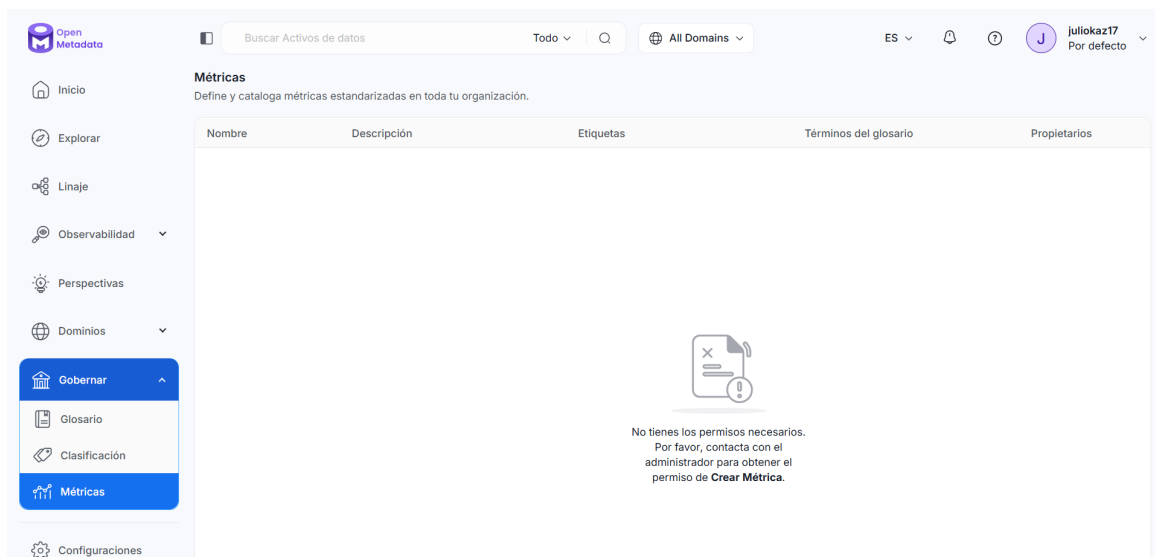 Open
Metadata
Buscar Activos de datos
Todo
All Domains
ES
J
juliokaz17
Por defecto
Inicio
Explorar
Linaje
Observabilidad
Perspectivas
Dominios
Gobernar
Glosario
Clasificación
Métricas
Configuraciones
Métricas
Define y cataloga métricas estandarizadas en toda tu organización.
Nombre Descripción Etiquetas Términos del glosario Propietarios
No tienes los permisos necesarios.
Por favor, contacta con el
administrador para obtener el
permiso de Crear Métrica.